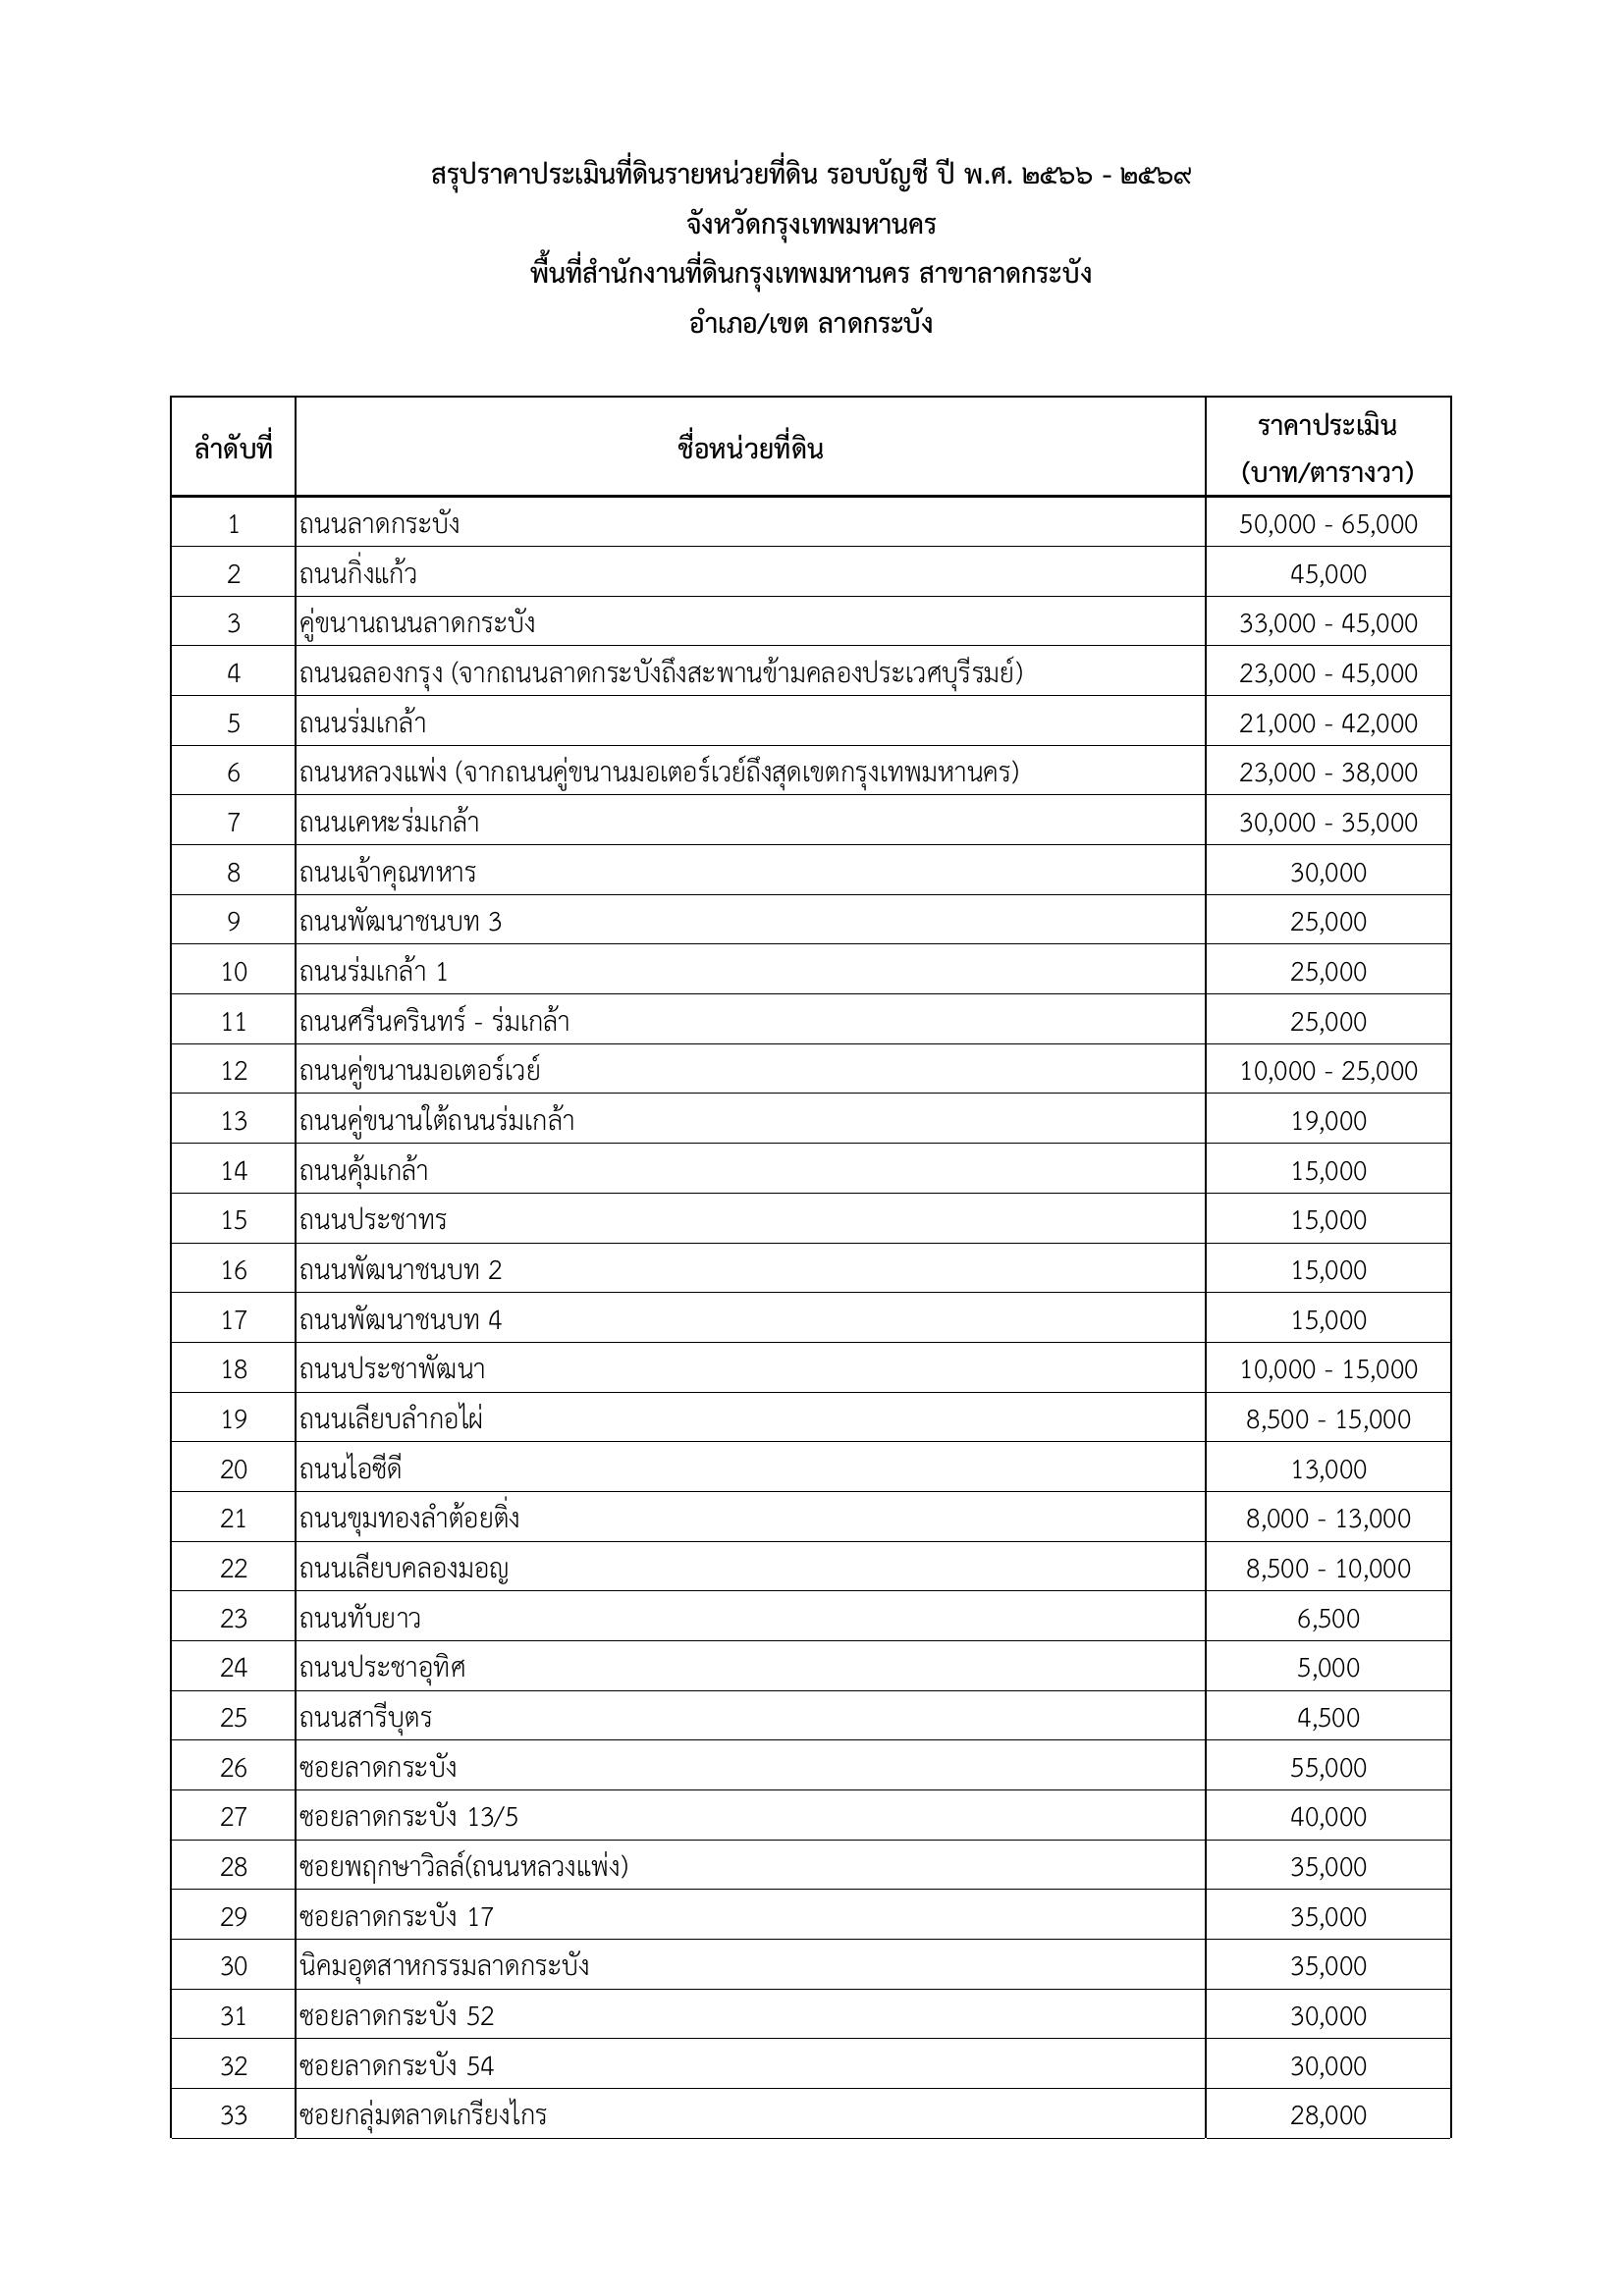 สรุปราคาประเมินที่ดินรายหน่วยที่ดิน รอบบัญชี ปี พ.ศ. ๒๕๖๖ - ๒๕๖๙
จังหวัดกรุงเทพมหานคร
พื้นที่สำนักงานที่ดินกรุงเทพมหานคร สาขาลาดกระบัง
อำเภอ/เขต ลาดกระบัง
ลำดับที่ ชื่อหน่วยที่ดิน ราคาประเมิน
(บาท/ตารางวา)
1 ถนนลาดกระบัง 50,000 - 65,000
2 ถนนกิ่งแก้ว 45,000
3 คู่ขนานถนนลาดกระบัง 33,000 - 45,000
4 ถนนฉลองกรุง (จากถนนลาดกระบังถึงสะพานข้ามคลองประเวศบุรีรมย์) 23,000 - 45,000
5 ถนนร่มเกล้า 21,000 - 42,000
6 ถนนหลวงแพ่ง (จากถนนคู่ขนานมอเตอร์เวย์ถึงสุดเขตกรุงเทพมหานคร) 23,000 - 38,000
7 ถนนเคหะร่มเกล้า 30,000 - 35,000
8 ถนนเจ้าคุณทหาร 30,000
9 ถนนพัฒนาชนบท 3 25,000
10 ถนนร่มเกล้า 1 25,000
11 ถนนศรีนครินทร์ - ร่มเกล้า 25,000
12 ถนนคู่ขนานมอเตอร์เวย์ 10,000 - 25,000
13 ถนนคู่ขนานใต้ถนนร่มเกล้า 19,000
14 ถนนคุ้มเกล้า 15,000
15 ถนนประชาทร 15,000
16 ถนนพัฒนาชนบท 2 15,000
17 ถนนพัฒนาชนบท 4 15,000
18 ถนนประชาพัฒนา 10,000 - 15,000
19 ถนนเลียบลำกอไผ่ 8,500 - 15,000
20 ถนนไอซีดี 13,000
21 ถนนขุมทองลำต้อยติ่ง 8,000 - 13,000
22 ถนนเลียบคลองมอญ 8,500 - 10,000
23 ถนนทับยาว 6,500
24 ถนนประชาอุทิศ 5,000
25 ถนนสารีบุตร 4,500
26 ซอยลาดกระบัง 55,000
27 ซอยลาดกระบัง 13/5 40,000
28 ซอยพฤกษาวิลล์(ถนนหลวงแพ่ง) 35,000
29 ซอยลาดกระบัง 17 35,000
30 นิคมอุตสาหกรรมลาดกระบัง 35,000
31 ซอยลาดกระบัง 52 30,000
32 ซอยลาดกระบัง 54 30,000
33 ซอยกลุ่มตลาดเกรียงไกร 28,000